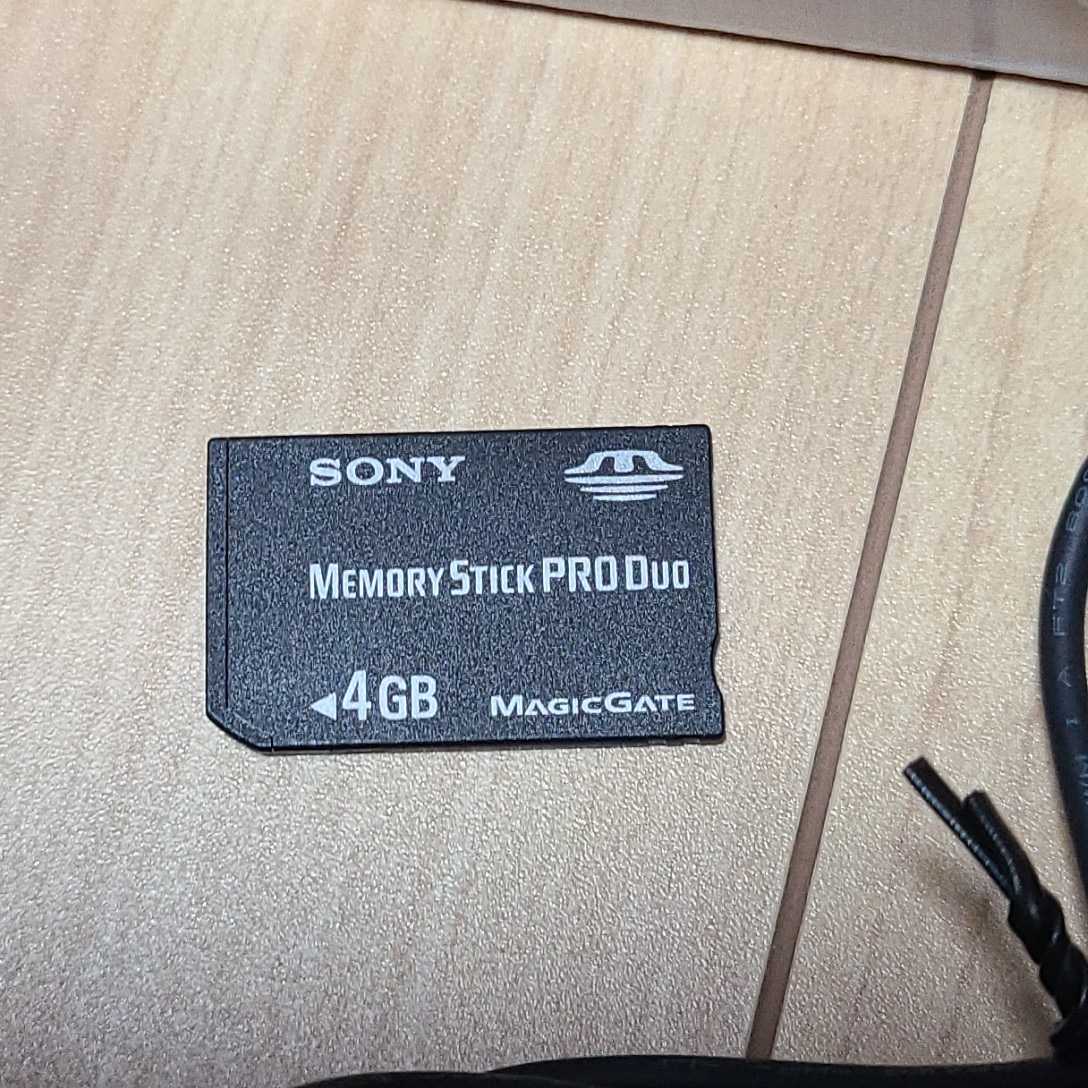 SONY
MEMORY STICK PRO DUO
◄4GB MAGICGATE